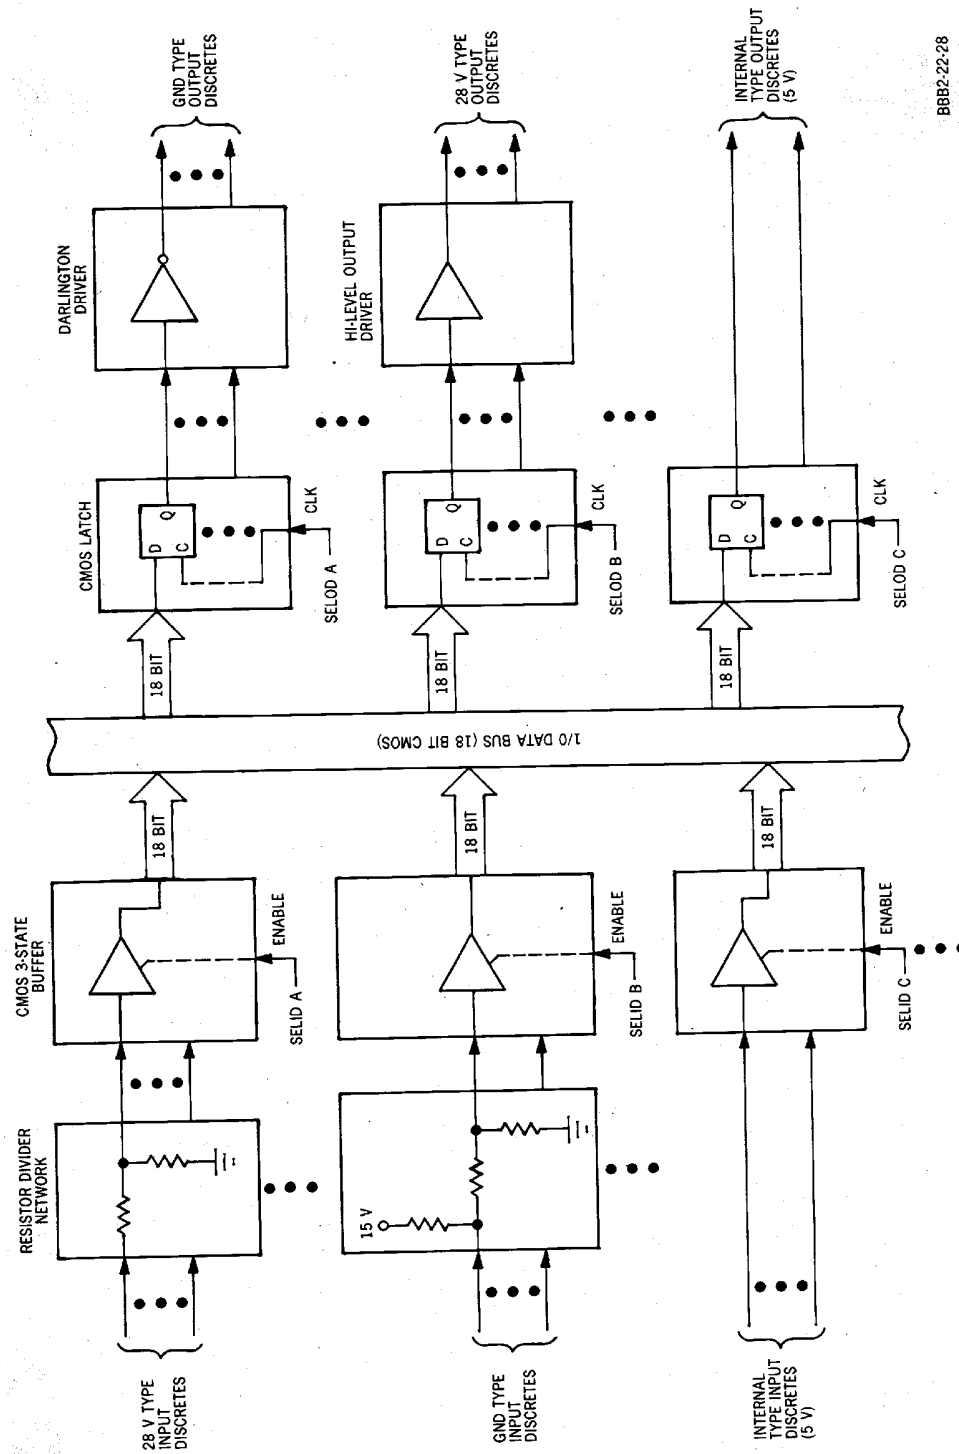 28 V TYPE
INPUT
DISCRETES
RESISTOR DIVIDER
NETWORK
CMOS 3-STATE
BUFFER
SELID A
ENABLE
18 BIT
18 BIT
CMOS LATCH
D
Q
C
SELOD A
CLK
DARLINGTON
DRIVER
GND TYPE
OUTPUT
DISCRETES
GND TYPE
INPUT
DISCRETES
15 V
SELID B
ENABLE
18 BIT
1/0 DATA BUS (18 BIT CMOS)
18 BIT
D
Q
C
SELOD B
CLK
HI-LEVEL OUTPUT
DRIVER
28 V TYPE
OUTPUT
DISCRETES
INTERNAL
TYPE INPUT
DISCRETES
(5 V)
SELID C
ENABLE
18 BIT
18 BIT
D
Q
C
SELOD C
CLK
INTERNAL
TYPE OUTPUT
DISCRETES
(5 V)
BBB2-22-28